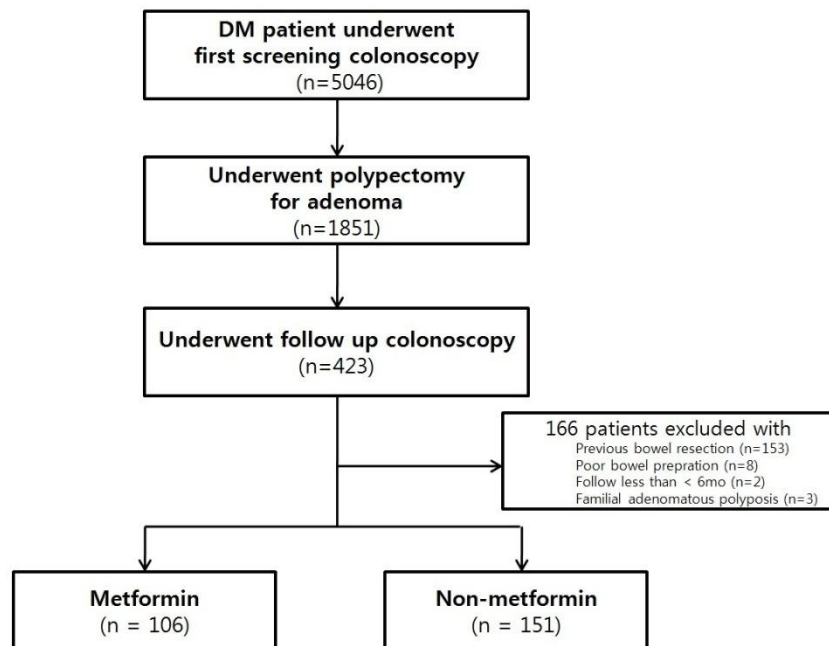 DM patient underwent
first screening colonoscopy
(n=5046)
Underwent polypectomy
for adenoma
(n=1851)
Underwent follow up colonoscopy
(n=423)
166 patients excluded with
Previous bowel resection (n=153)
Poor bowel prepration (n=8)
Follow less than < 6mo (n=2)
Familial adenomatous polyposis (n=3)
Metformin
(n = 106)
Non-metformin
(n = 151)